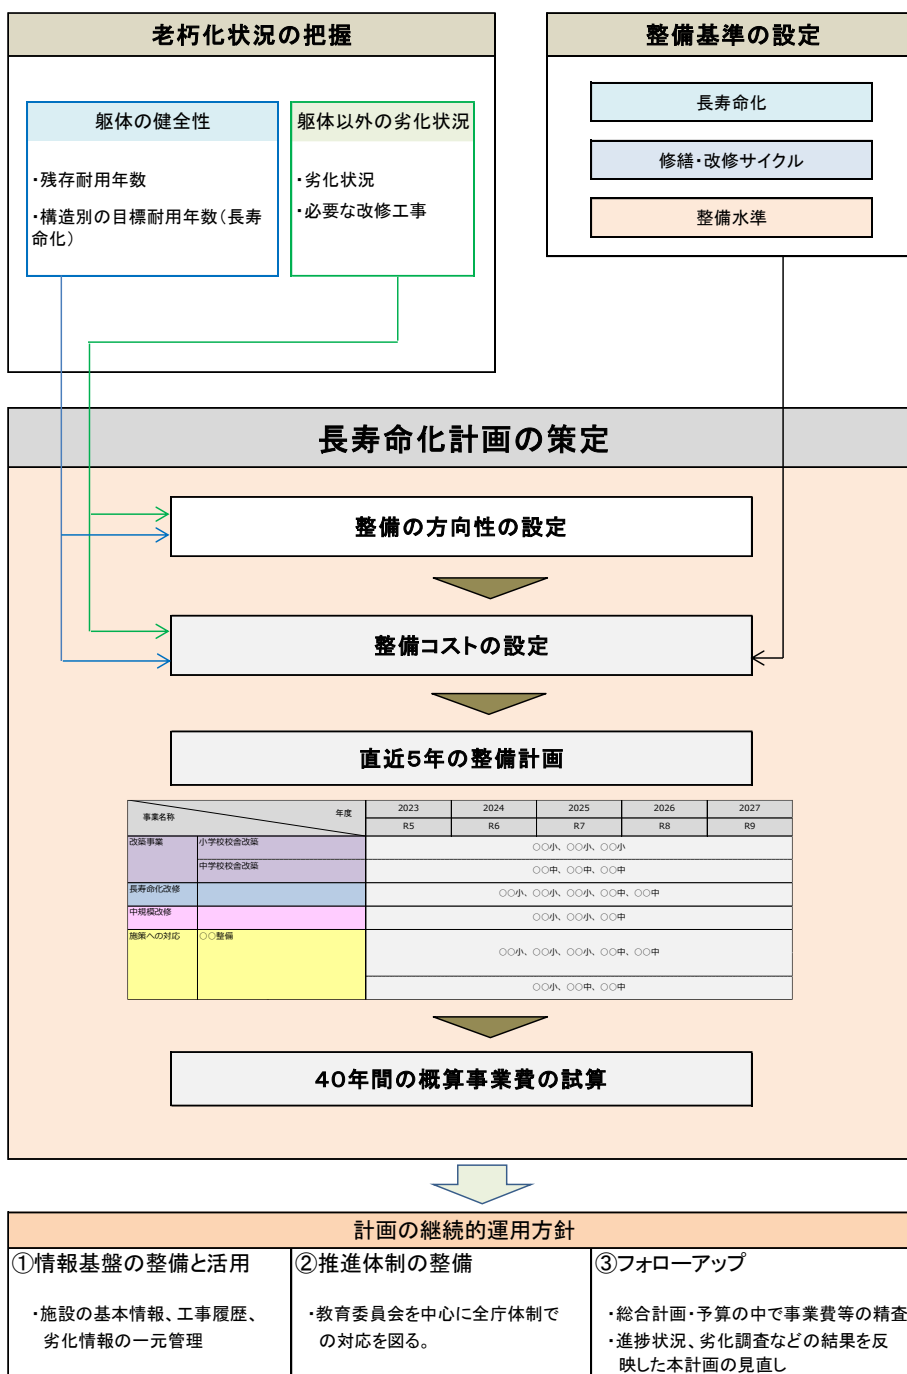 老朽化状況の把握
躯体の健全性
・残存耐用年数
・構造別の目標耐用年数(長寿
命化)
躯体以外の劣化状況
・劣化状況
・必要な改修工事
整備基準の設定
長寿命化
修繕・改修サイクル
整備水準
長寿命化計画の策定
整備の方向性の設定
整備コストの設定
直近5年の整備計画
事業名称 年度 2023 2024 2025 2026 2027
R5 R6 R7 R8 R9
改築事業 小学校校舎改築 ○○小、○○小、○○小
中学校校舎改築 ○○中、○○中、○○中
長寿命化改修 ○○小、○○小、○○小、○○中、○○中
中規模改修 ○○小、○○小、○○中
施策への対応 ○○整備 ○○小、○○小、○○小、○○中、○○中
○○小、○○中、○○中
40年間の概算事業費の試算
計画の継続的運用方針
①情報基盤の整備と活用
・施設の基本情報、工事履歴、
劣化情報の一元管理
②推進体制の整備
・教育委員会を中心に全庁体制で
の対応を図る。
③フォローアップ
・総合計画・予算の中で事業費等の精査
・進捗状況、劣化調査などの結果を反
映した本計画の見直し